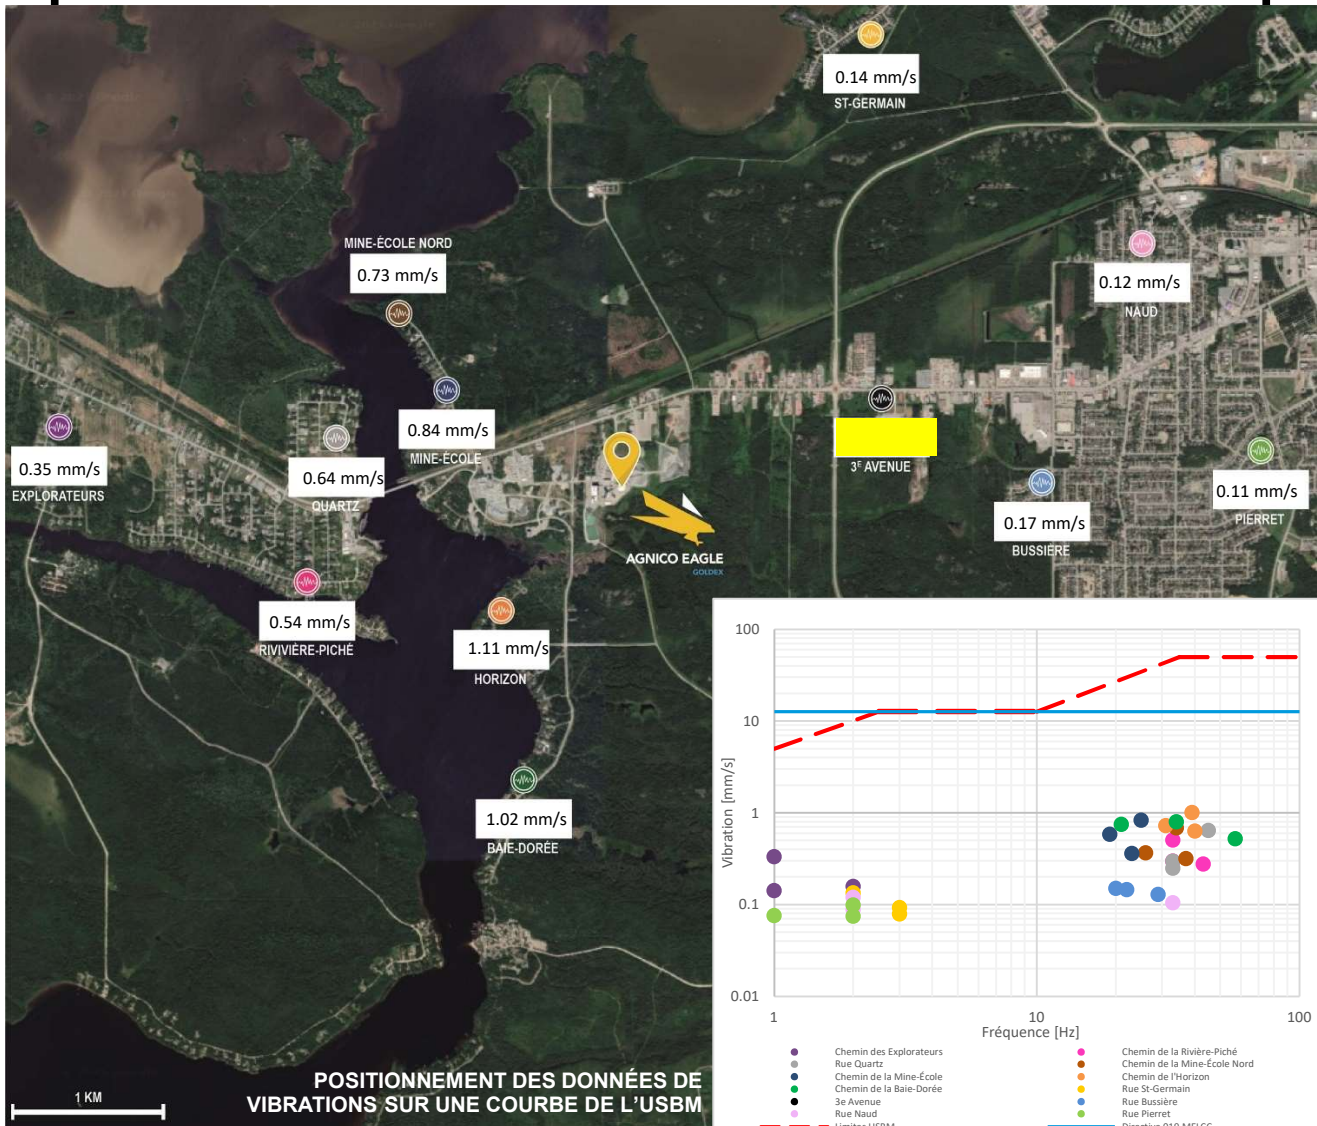 0.14 mm/s
ST-GERMAIN
MINE-ÉCOLE NORD
0.73 mm/s
0.12 mm/s
NAUD
0.84 mm/s
MINE-ÉCOLE
0.35 mm/s
EXPLORATEURS
0.64 mm/s
QUARTZ
3E AVENUE
0.11 mm/s
PIERRET
0.17 mm/s
BUSSIÈRE
AGNICO EAGLE
GOLDEX
0.54 mm/s
RIVIVIÈRE-PICHÉ
1.11 mm/s
HORIZON
1.02 mm/s
BAIE-DORÉE
1 KM
POSITIONNEMENT DES DONNÉES DE
VIBRATIONS SUR UNE COURBE DE L'USBM
100
10
1
0.1
0.01
Vibration [mm/s]
1
10
100
Fréquence [Hz]
Chemin des Explorateurs
Chemin de la Rivière-Piché
Rue Quartz
Chemin de la Mine-École Nord
Chemin de la Mine-École
Chemin de l'Horizon
Chemin de la Baie-Dorée
Rue St-Germain
3e Avenue
Rue Bussière
Rue Naud
Rue Pierret
Limites USBM
Directive 019 MELCC